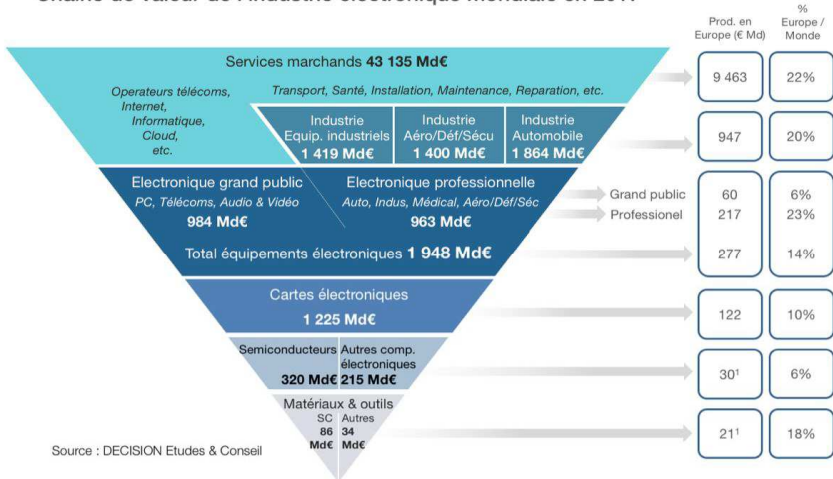 Prod. en
Europe (€ Md)
%
Europe /
Monde
Services marchands 43 135 Md€
9 463
22%
Operateurs télécoms,
Internet,
Informatique,
Cloud,
etc.
Transport, Santé, Installation, Maintenance, Reparation, etc.
Industrie
Equip. industriels
1 419 Md€
Industrie
Aéro/Déf/Sécu
1 400 Md€
Industrie
Automobile
1 864 Md€
947
20%
Electronique grand public
PC, Télécoms, Audio & Vidéo
984 Md€
Electronique professionnelle
Auto, Indus, Médical, Aéro/Déf/Séc
963 Md€
Grand public
60
6%
Professionel
217
23%
Total équipements électroniques 1 948 Md€
277
14%
Cartes électroniques
1 225 Md€
122
10%
Semiconducteurs
320 Md€
Autres comp.
électroniques
215 Md€
30¹
6%
Matériaux & outils
SC
86
Md€
Autres
34
Md€
21¹
18%
Source : DECISION Etudes & Conseil